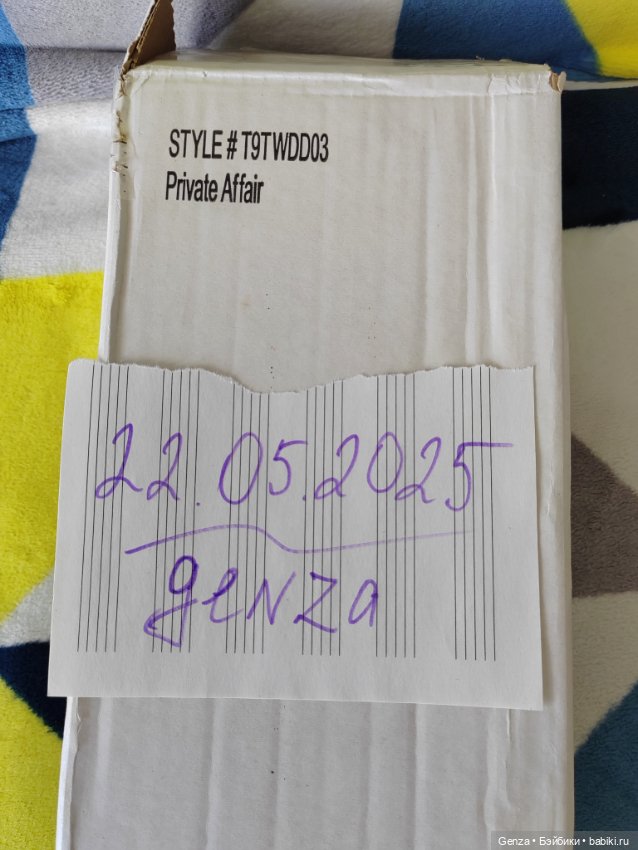 STYLE # T9TWDD03
Private Affair
22.05.2025
genza
Genza • Бэйбики • babiki.ru